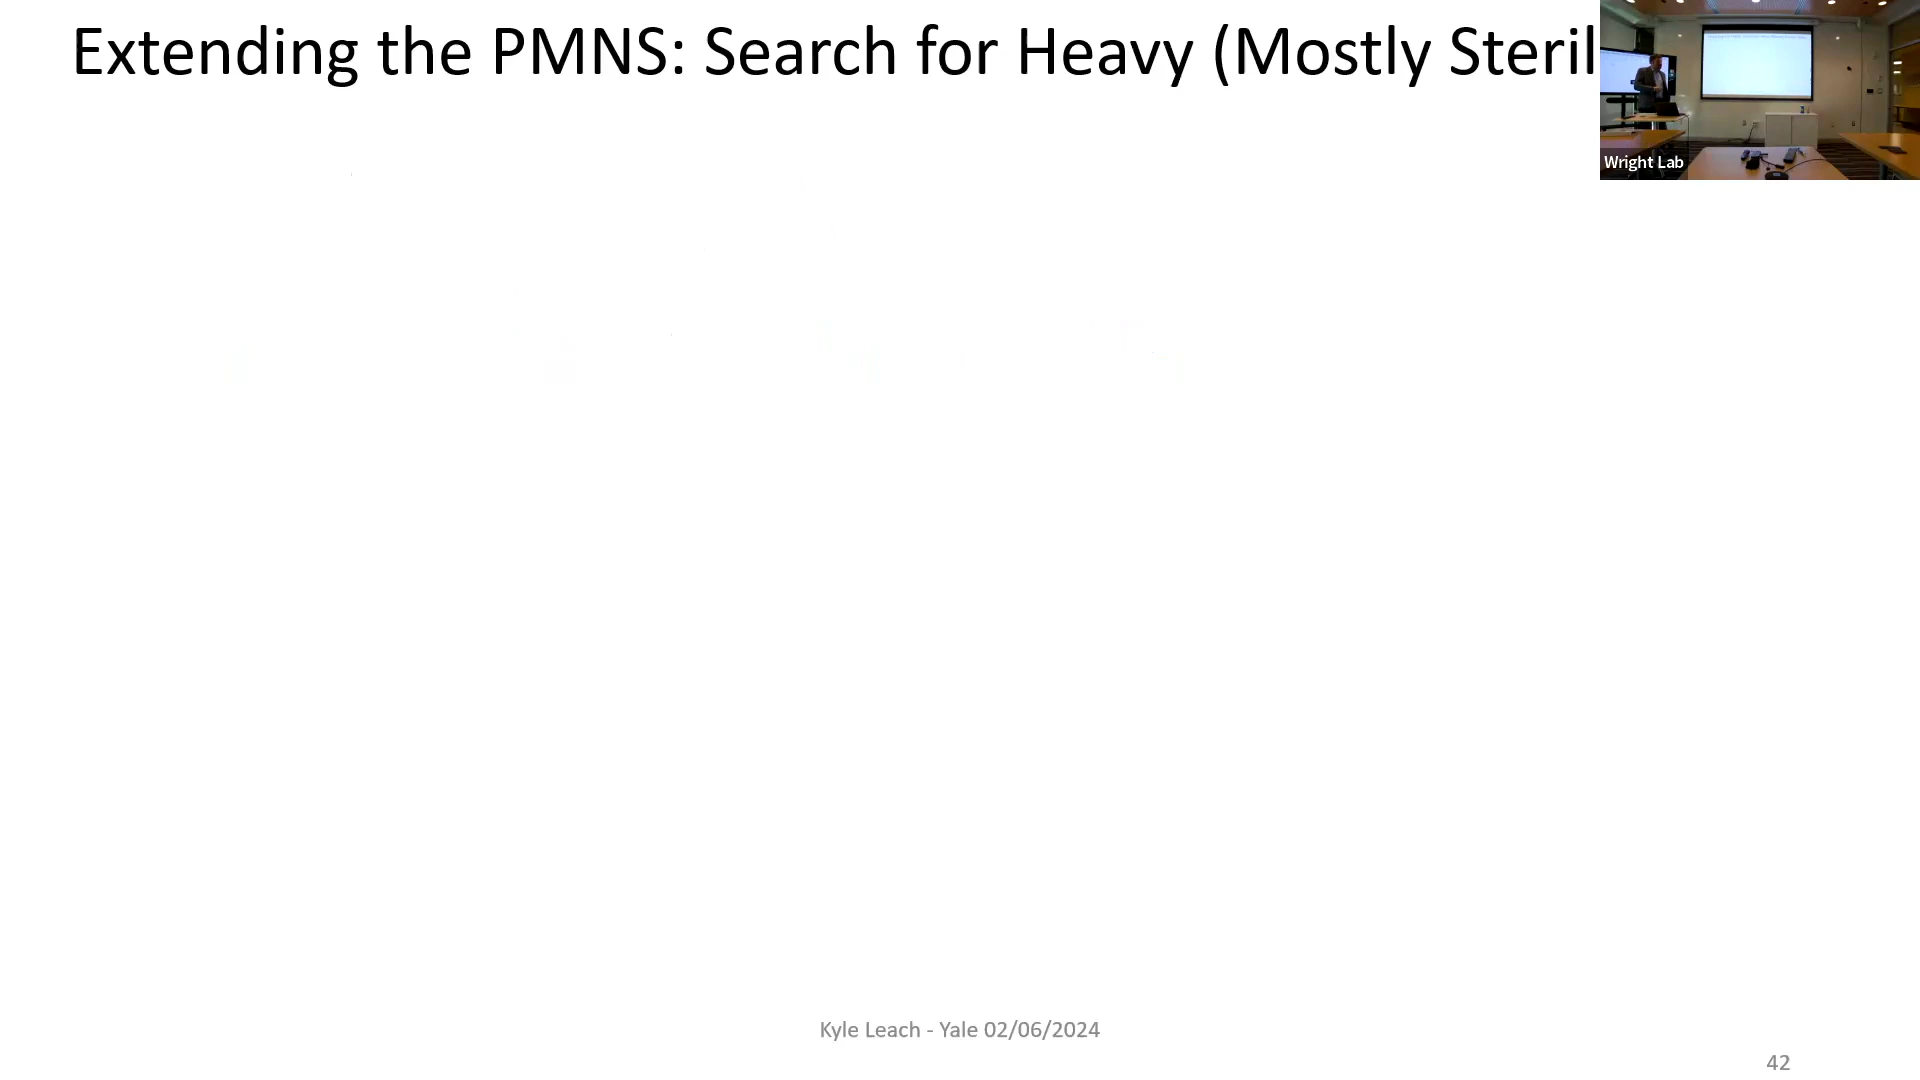 Extending the PMNS: Search for Heavy (Mostly Steril
Wright Lab
Kyle Leach - Yale 02/06/2024
42